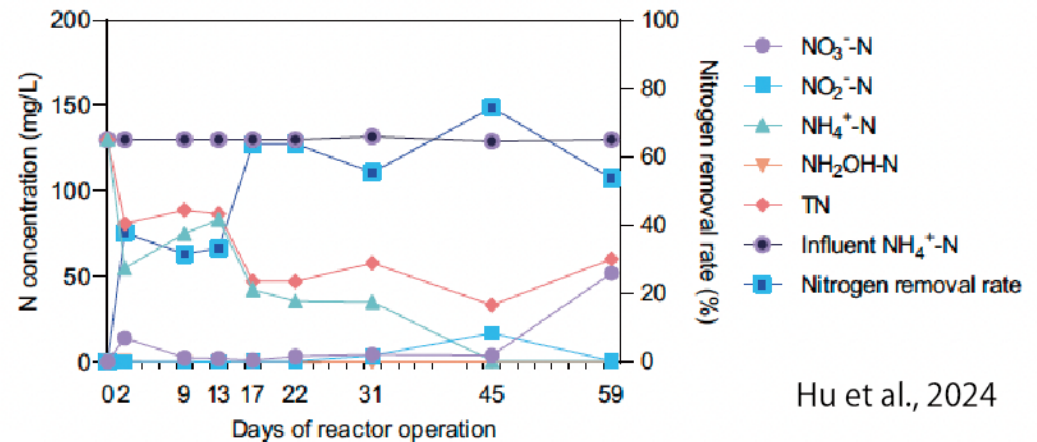 200
150
100
50
0
N concentration (mg/L)
100
80
60
40
20
0
Nitrogen removal rate (%)
0 2 9 13 17 22 31 45 59
Days of reactor operation
NO₃⁻-N
NO₂⁻-N
NH₄⁺-N
NH₂OH-N
TN
Influent NH₄⁺-N
Nitrogen removal rate
Hu et al., 2024